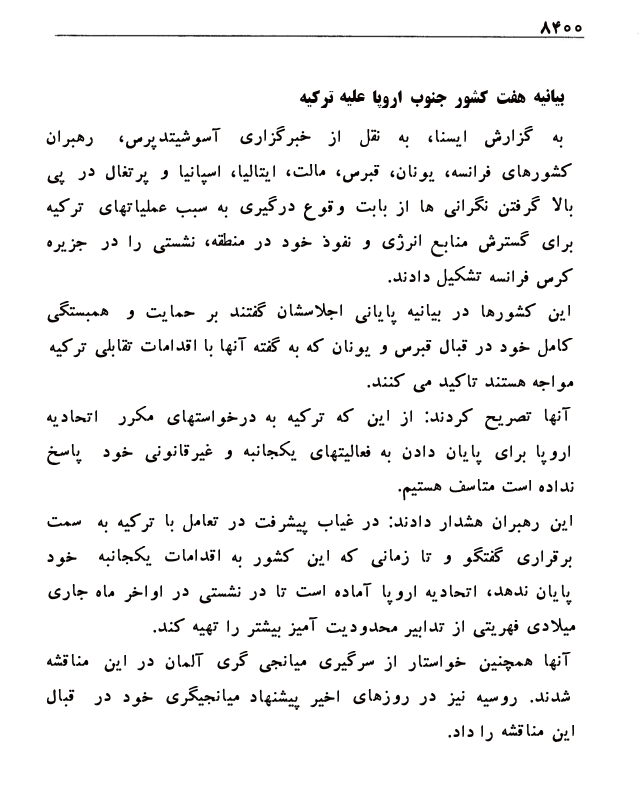 ۸۴۰۰
بیانیه هفت کشور جنوب اروپا علیه ترکیه
به گزارش ایسنا، به نقل از خبرگزاری آسوشیتدپرس، رهبران
کشورهای فرانسه، یونان، قبرس، مالت، ایتالیا، اسپانیا و پرتغال در پی
بالا گرفتن نگرانی ها از بابت وقوع درگیری به سبب عملیاتهای ترکیه
برای گسترش منابع انرژی و نفوذ خود در منطقه، نشستی را در جزیره
کرس فرانسه تشکیل دادند.
این کشورها در بیانیه پایانی اجلاسشان گفتند بر حمایت و همبستگی
کامل خود در قبال قبرس و یونان که به گفته آنها با اقدامات تقابلی ترکیه
مواجه هستند تاکید می کنند.
آنها تصریح کردند: از این که ترکیه به درخواستهای مکرر اتحادیه
اروپا برای پایان دادن به فعالیتهای یکجانبه و غیرقانونی خود پاسخ
نداده است متاسف هستیم.
این رهبران هشدار دادند: در غیاب پیشرفت در تعامل با ترکیه به سمت
برقراری گفتگو و تا زمانی که این کشور به اقدامات یکجانبه خود
پایان ندهد، اتحادیه اروپا آماده است تا در نشستی در اواخر ماه جاری
میلادی فهریتی از تدابیر محدودیت آمیز بیشتر را تهیه کند.
آنها همچنین خواستار از سرگیری میانجی گری آلمان در این مناقشه
شدند. روسیه نیز در روزهای اخیر پیشنهاد میانجیگری خود در قبال
این مناقشه را داد.